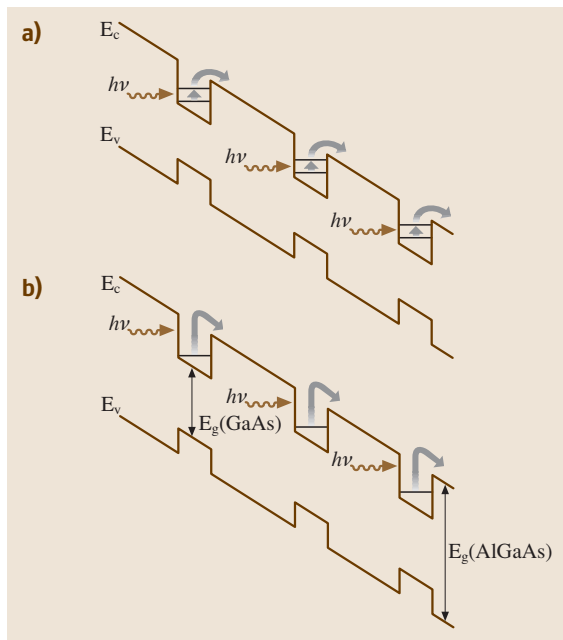 a)
E_c
hν
E_v
hν
hν
b)
E_c
hν
E_v
hν
E_g(GaAs)
hν
E_g(AlGaAs)